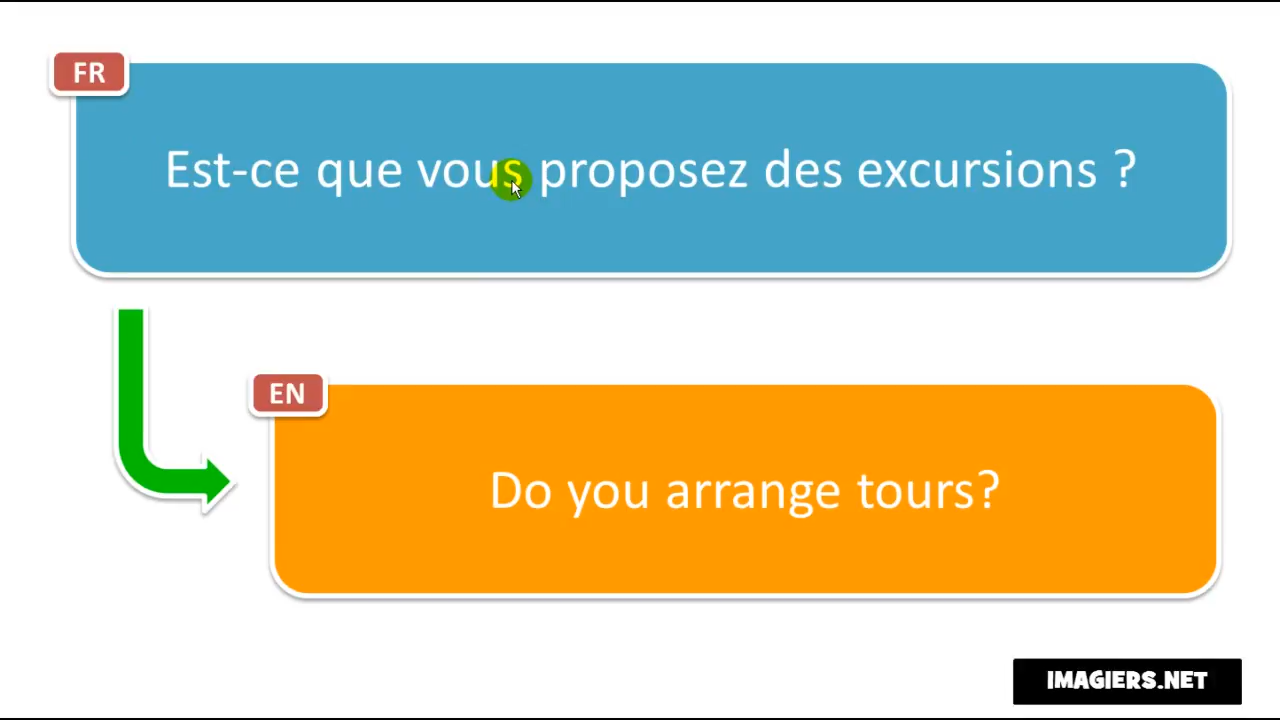 FR
Est-ce que vous proposez des excursions ?
EN
Do you arrange tours?
IMAGIERS.NET